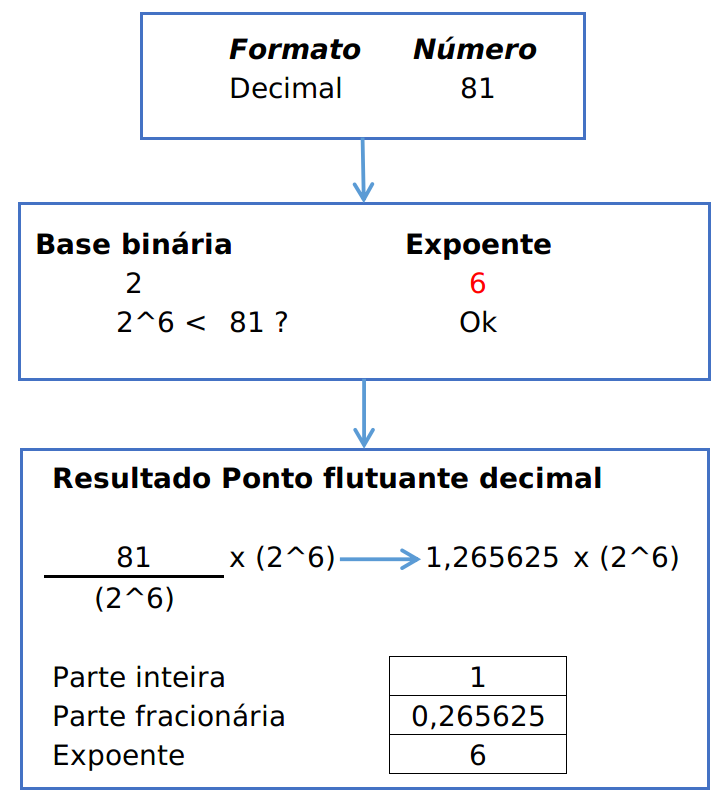 Formato Número
Decimal 81
Base binária Expoente
2 6
2^6 < 81 ? Ok
Resultado Ponto flutuante decimal
81 x (2^6) 1,265625 x (2^6)
(2^6)
Parte inteira 1
Parte fracionária 0,265625
Expoente 6